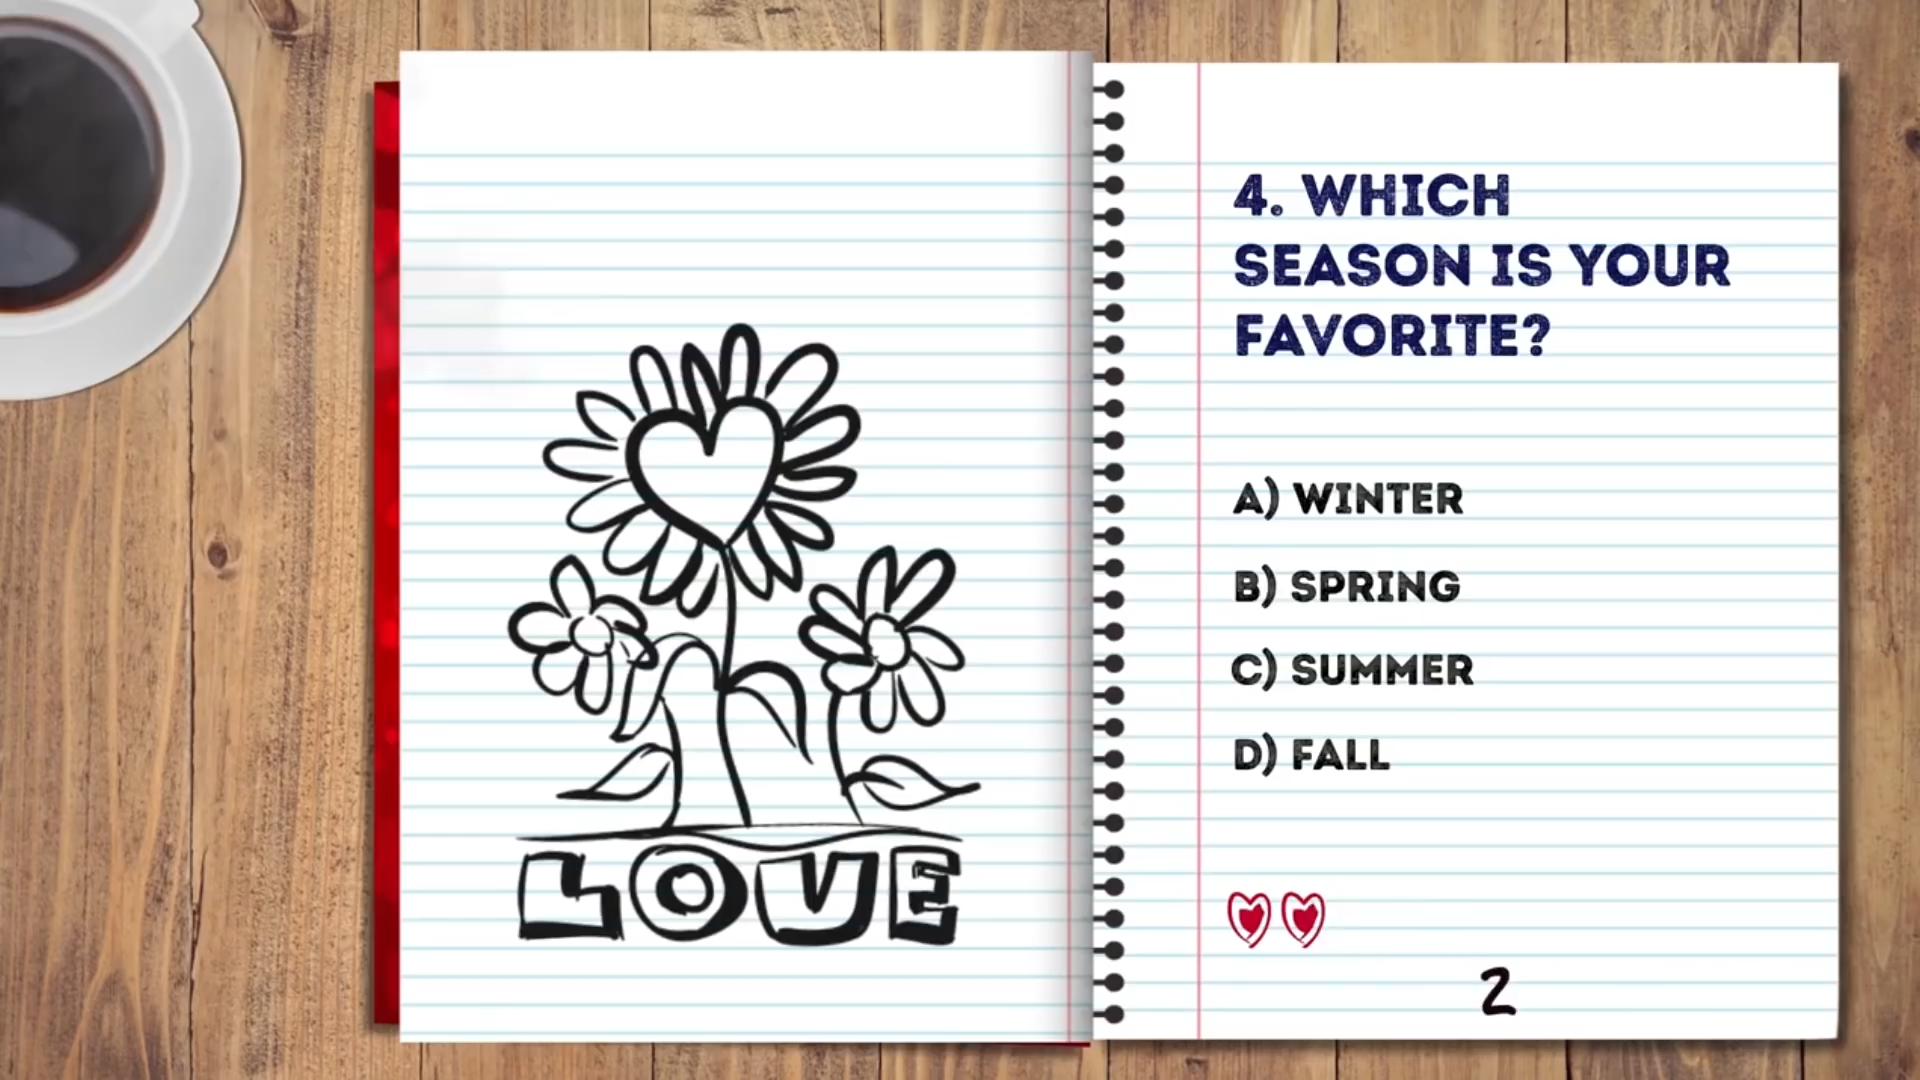 LOVE
4. WHICH
SEASON IS YOUR
FAVORITE?
A) WINTER
B) SPRING
C) SUMMER
D) FALL
2